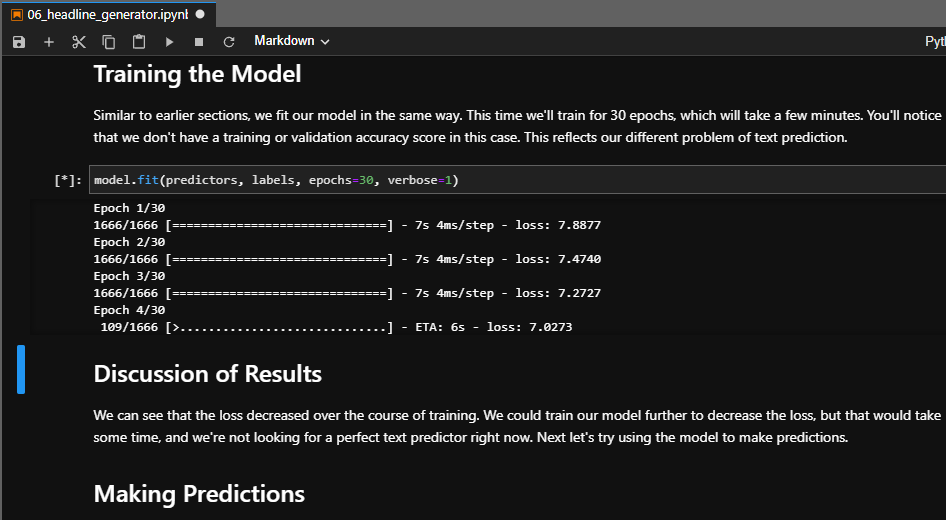 06_headline_generator.ipynb
Markdown
Training the Model
Similar to earlier sections, we fit our model in the same way. This time we'll train for 30 epochs, which will take a few minutes. You'll notice
that we don't have a training or validation accuracy score in this case. This reflects our different problem of text prediction.
[*]: model.fit(predictors, labels, epochs=30, verbose=1)
Epoch 1/30
1666/1666 [==============================] - 7s 4ms/step - loss: 7.8877
Epoch 2/30
1666/1666 [==============================] - 7s 4ms/step - loss: 7.4740
Epoch 3/30
1666/1666 [==============================] - 7s 4ms/step - loss: 7.2727
Epoch 4/30
109/1666 [>.............................] - ETA: 6s - loss: 7.0273
Discussion of Results
We can see that the loss decreased over the course of training. We could train our model further to decrease the loss, but that would take
some time, and we're not looking for a perfect text predictor right now. Next let's try using the model to make predictions.
Making Predictions